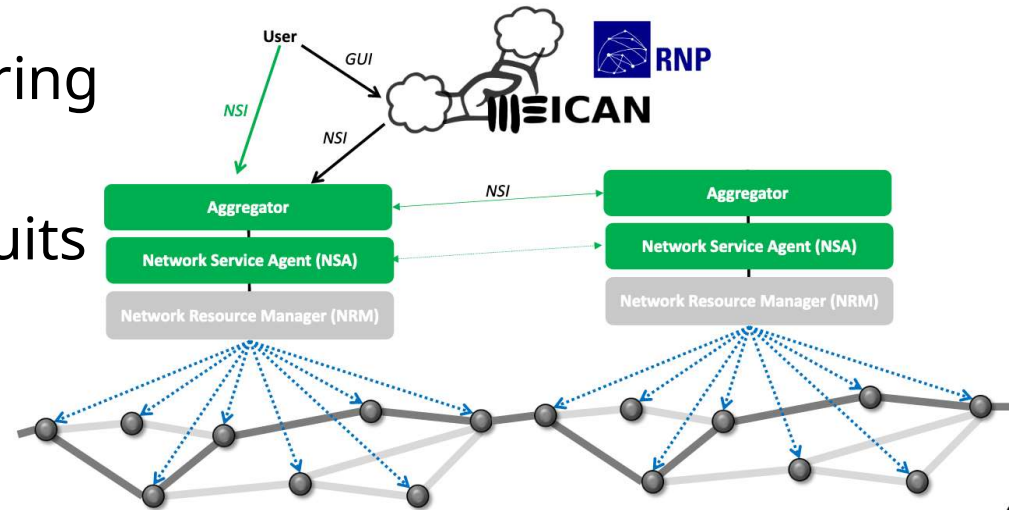 ring
uits
User
GUI
NSI
NSI
RNP
MEICAN
Aggregator
NSI
Aggregator
Network Service Agent (NSA)
Network Service Agent (NSA)
Network Resource Manager (NRM)
Network Resource Manager (NRM)